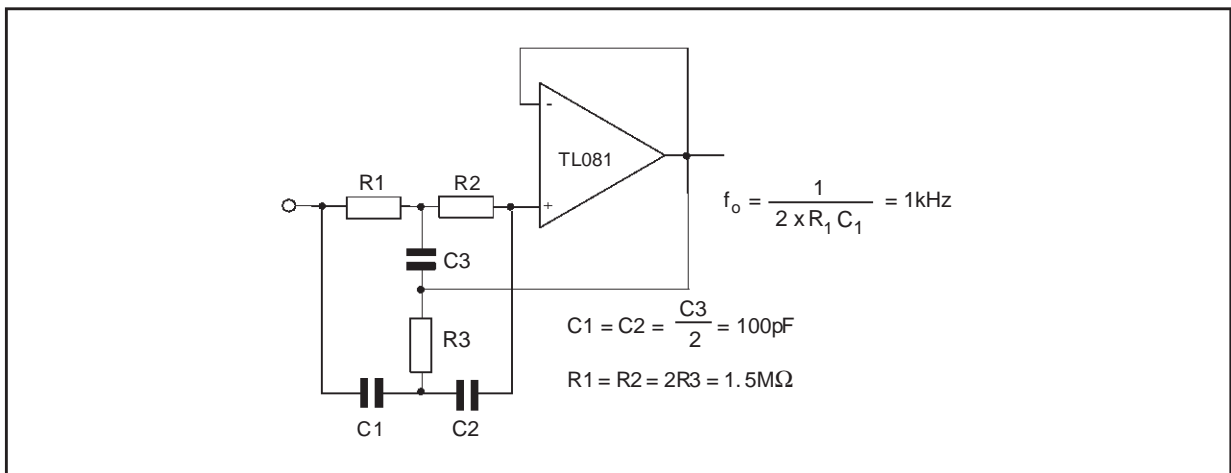 -
TL081
R1
R2
+
f_o = 1 / 2 x R_1 C_1 = 1kHz
C3
C1 = C2 = C3 / 2 = 100pF
R3
R1 = R2 = 2R3 = 1.5MΩ
C1
C2